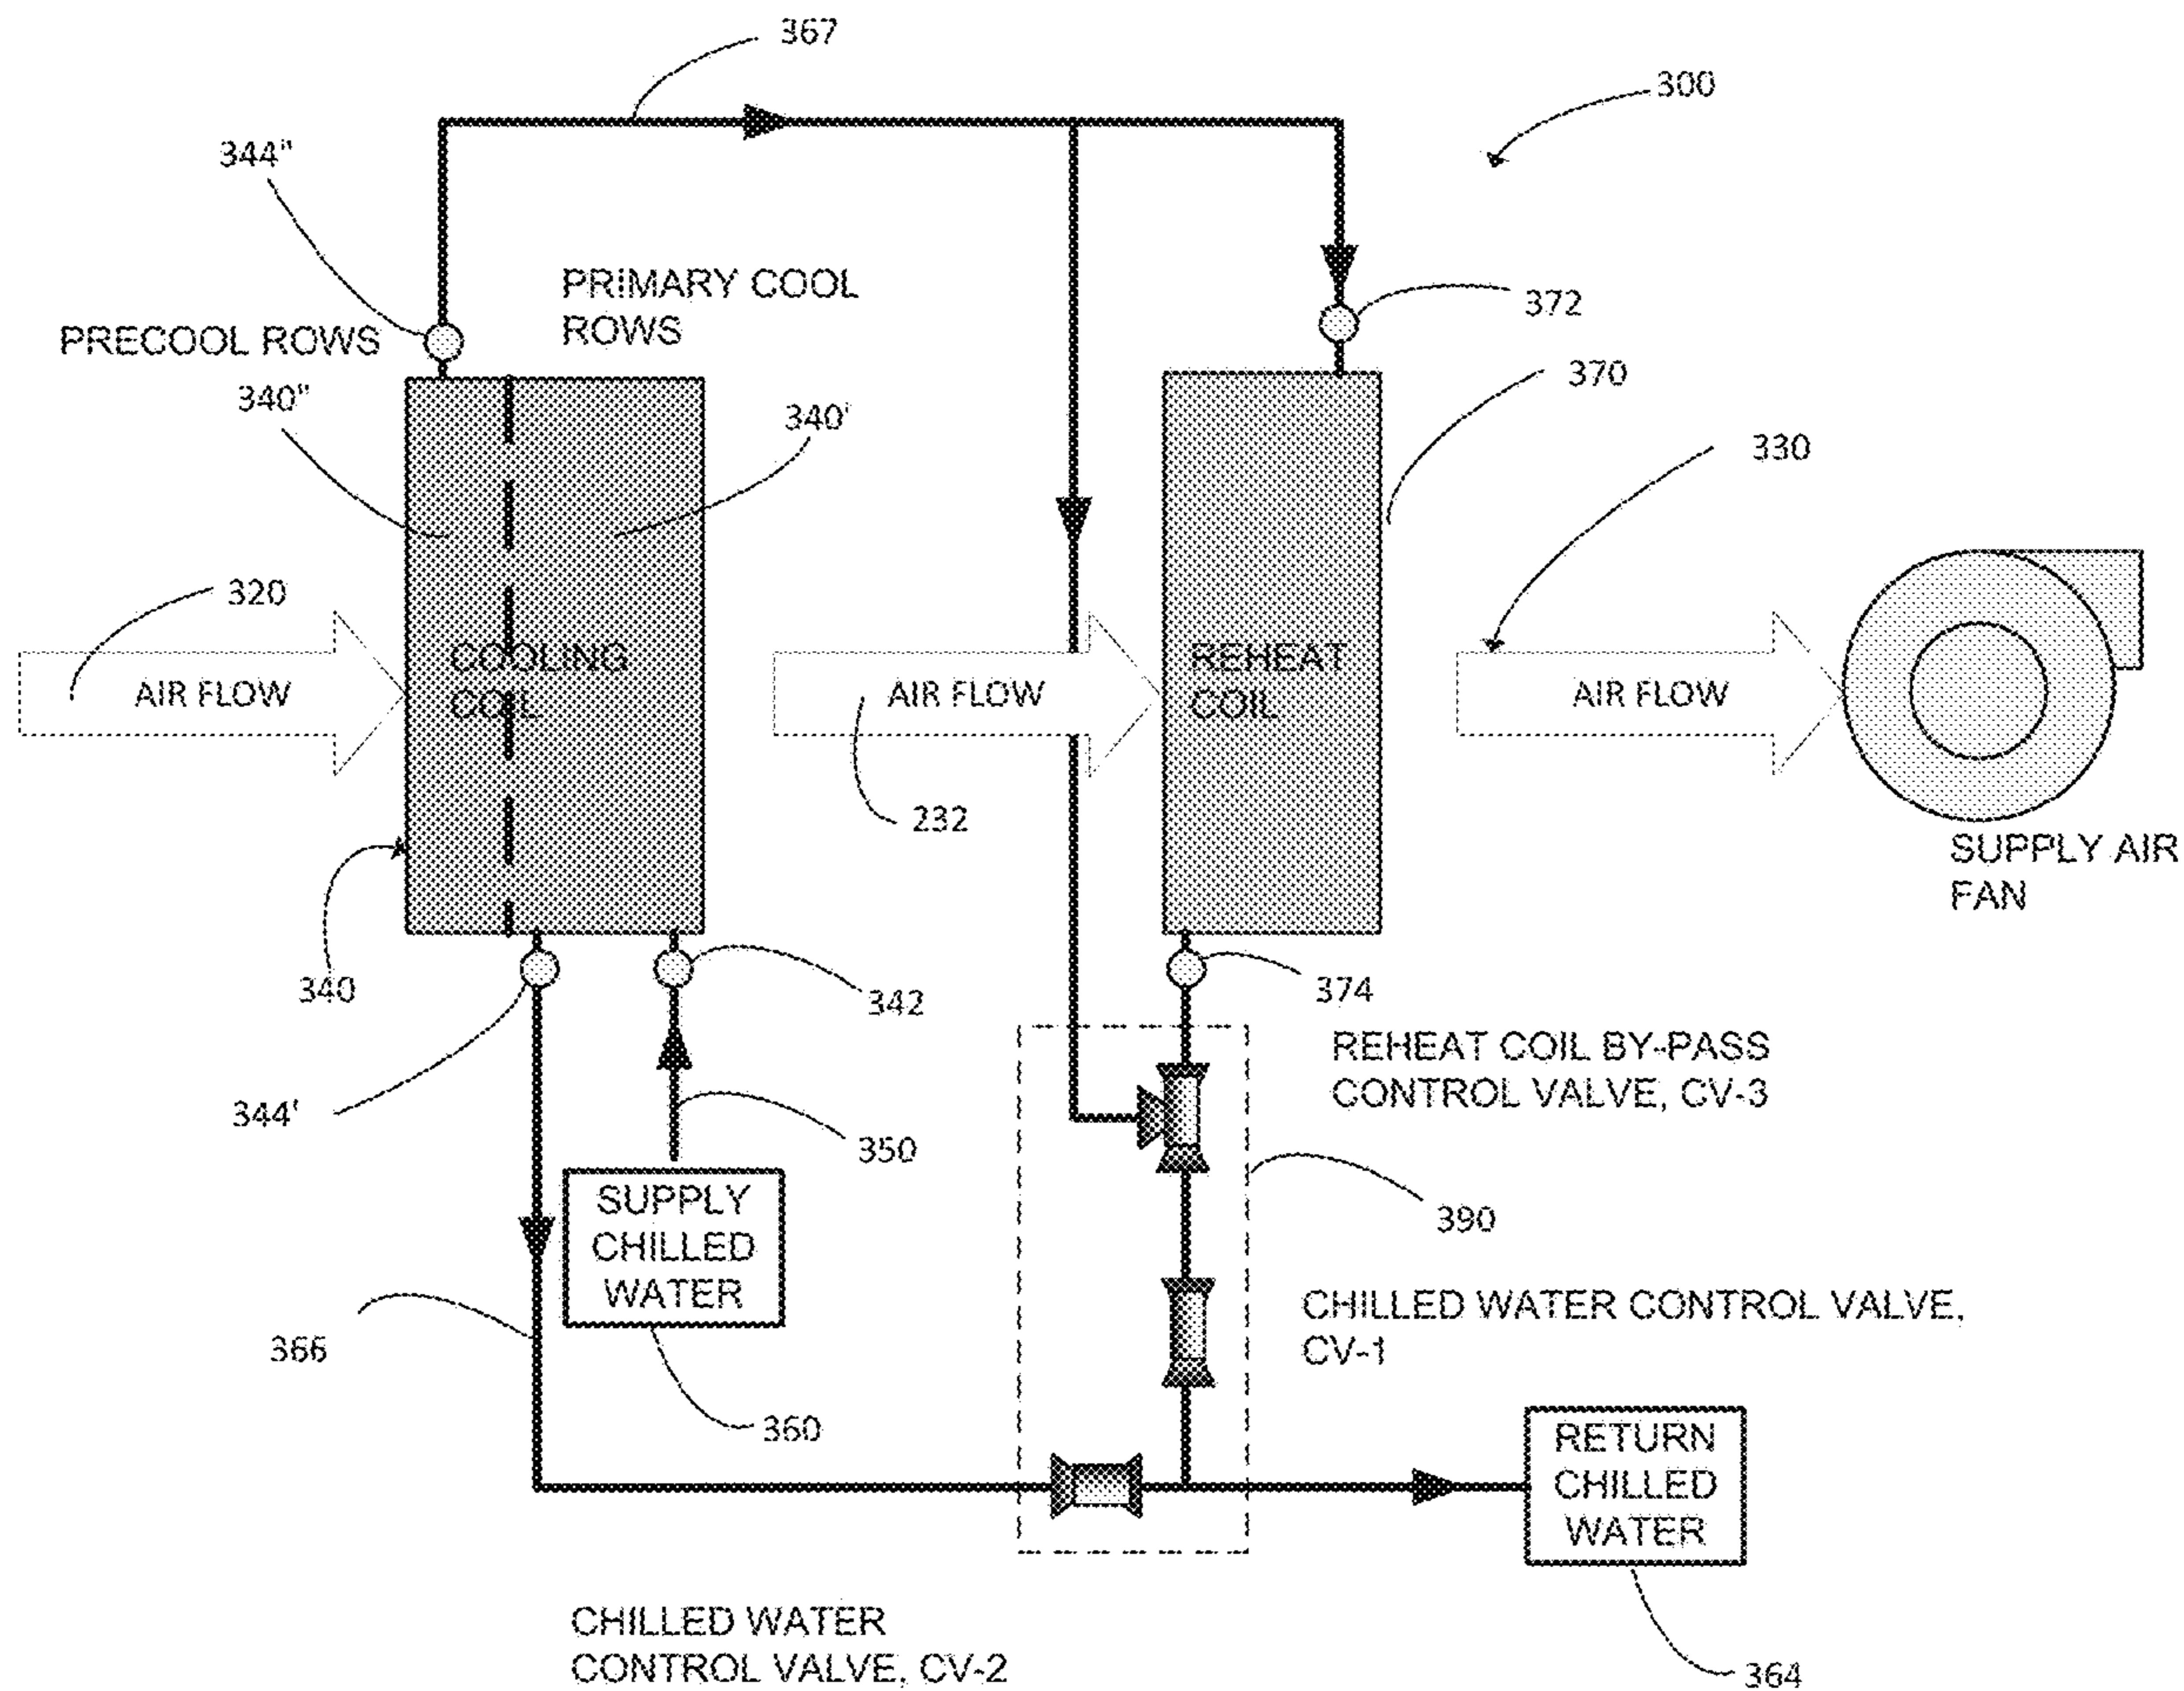 367
300
344"
PRIMARY COOL
ROWS
372
PRECOOL ROWS
370
340"
340'
330
320
COOLING
COIL
REHEAT
COIL
AIR FLOW
AIR FLOW
AIR FLOW
232
SUPPLY AIR
FAN
340
342
374
REHEAT COIL BY-PASS
CONTROL VALVE, CV-3
344'
350
SUPPLY
CHILLED
WATER
390
CHILLED WATER CONTROL VALVE,
CV-1
366
360
RETURN
CHILLED
WATER
CHILLED WATER
CONTROL VALVE, CV-2
364